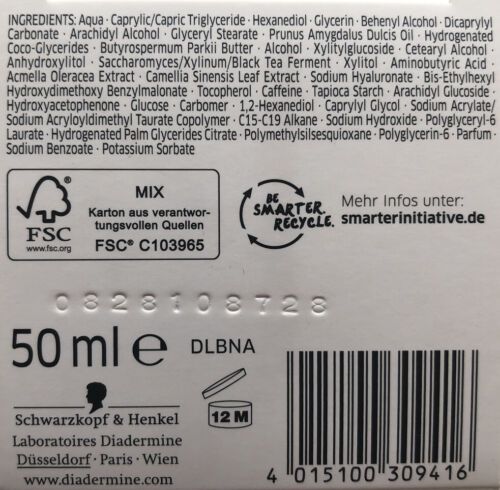 INGREDIENTS: Aqua · Caprylic/Capric Triglyceride · Hexanediol · Glycerin · Behenyl Alcohol · Dicaprylyl
Carbonate · Arachidyl Alcohol · Glyceryl Stearate · Prunus Amygdalus Dulcis Oil · Hydrogenated
Coco-Glycerides · Butyrospermum Parkii Butter · Alcohol · Xylitylglucoside · Cetearyl Alcohol ·
Anhydroxylitol · Saccharomyces/Xylinum/Black Tea Ferment · Xylitol · Aminobutyric Acid ·
Acmella Oleracea Extract · Camellia Sinensis Leaf Extract · Sodium Hyaluronate · Bis-Ethylhexyl
Hydroxydimethoxy Benzylmalonate · Tocopherol · Caffeine · Tapioca Starch · Arachidyl Glucoside ·
Hydroxyacetophenone · Glucose · Carbomer · 1,2-Hexanediol · Caprylyl Glycol · Sodium Acrylate/
Sodium Acryloyldimethyl Taurate Copolymer · C15-C19 Alkane · Sodium Hydroxide · Polyglyceryl-6
Laurate · Hydrogenated Palm Glycerides Citrate · Polymethylsilsesquioxane · Polyglycerin-6 · Parfum ·
Sodium Benzoate · Potassium Sorbate
FSC
www.fsc.org
MIX
Karton aus verantwor-
tungsvollen Quellen
FSC® C103965
BE
SMARTER.
RECYCLE.
Mehr Infos unter:
smarterinitiative.de
0828108728
50 ml e
DLBNA
12 M
Schwarzkopf & Henkel
Laboratoires Diadermine
Düsseldorf · Paris · Wien
www.diadermine.com
4 015100 309416